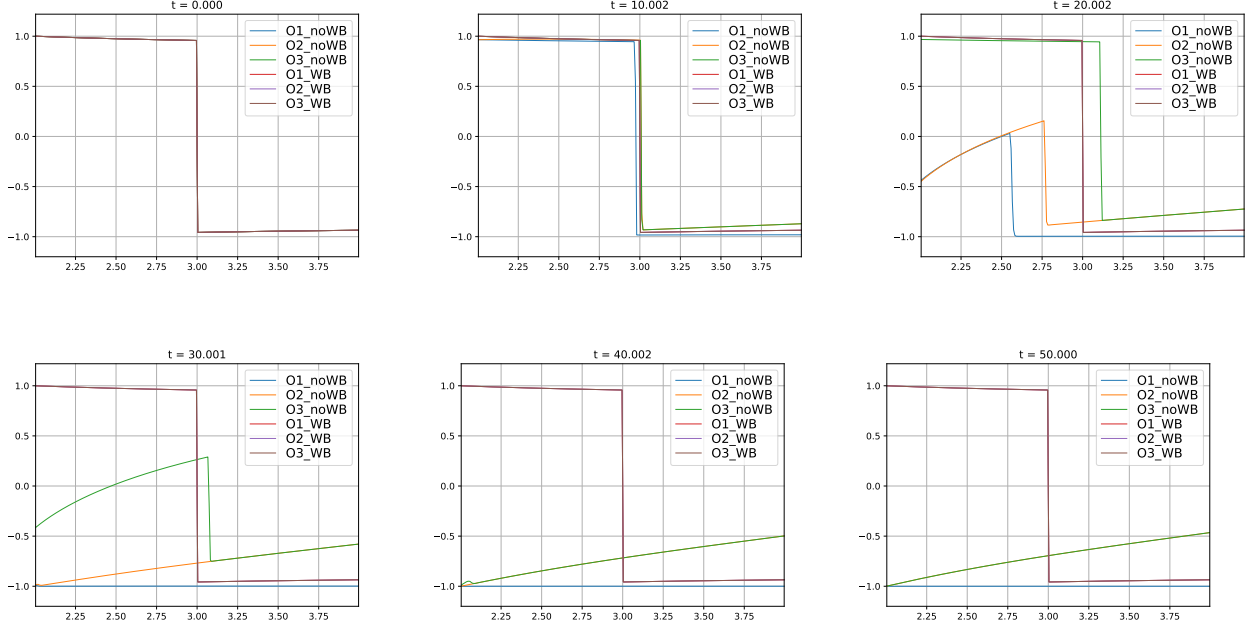 t = 0.000
1.0
0.5
0.0
−0.5
−1.0
2.25 2.50 2.75 3.00 3.25 3.50 3.75
O1_noWB
O2_noWB
O3_noWB
O1_WB
O2_WB
O3_WB
t = 10.002
1.0
0.5
0.0
−0.5
−1.0
2.25 2.50 2.75 3.00 3.25 3.50 3.75
O1_noWB
O2_noWB
O3_noWB
O1_WB
O2_WB
O3_WB
t = 20.002
1.0
0.5
0.0
−0.5
−1.0
2.25 2.50 2.75 3.00 3.25 3.50 3.75
O1_noWB
O2_noWB
O3_noWB
O1_WB
O2_WB
O3_WB
t = 30.001
1.0
0.5
0.0
−0.5
−1.0
2.25 2.50 2.75 3.00 3.25 3.50 3.75
O1_noWB
O2_noWB
O3_noWB
O1_WB
O2_WB
O3_WB
t = 40.002
1.0
0.5
0.0
−0.5
−1.0
2.25 2.50 2.75 3.00 3.25 3.50 3.75
O1_noWB
O2_noWB
O3_noWB
O1_WB
O2_WB
O3_WB
t = 50.000
1.0
0.5
0.0
−0.5
−1.0
2.25 2.50 2.75 3.00 3.25 3.50 3.75
O1_noWB
O2_noWB
O3_noWB
O1_WB
O2_WB
O3_WB